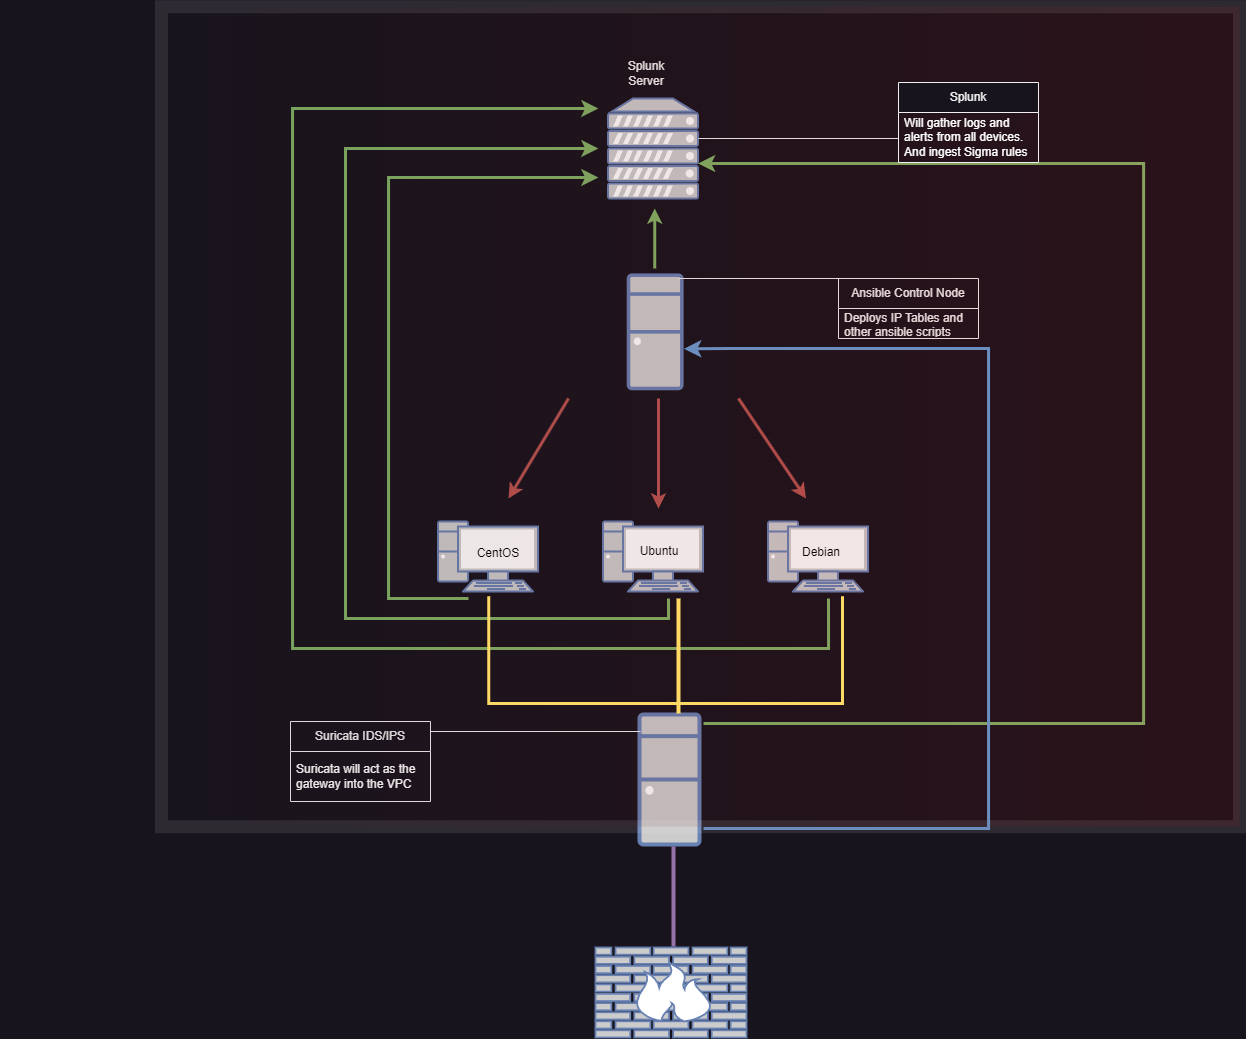 Splunk
Server
Splunk
Will gather logs and
alerts from all devices.
And ingest Sigma rules
Ansible Control Node
Deploys IP Tables and
other ansible scripts
CentOS
Ubuntu
Debian
Suricata IDS/IPS
Suricata will act as the
gateway into the VPC